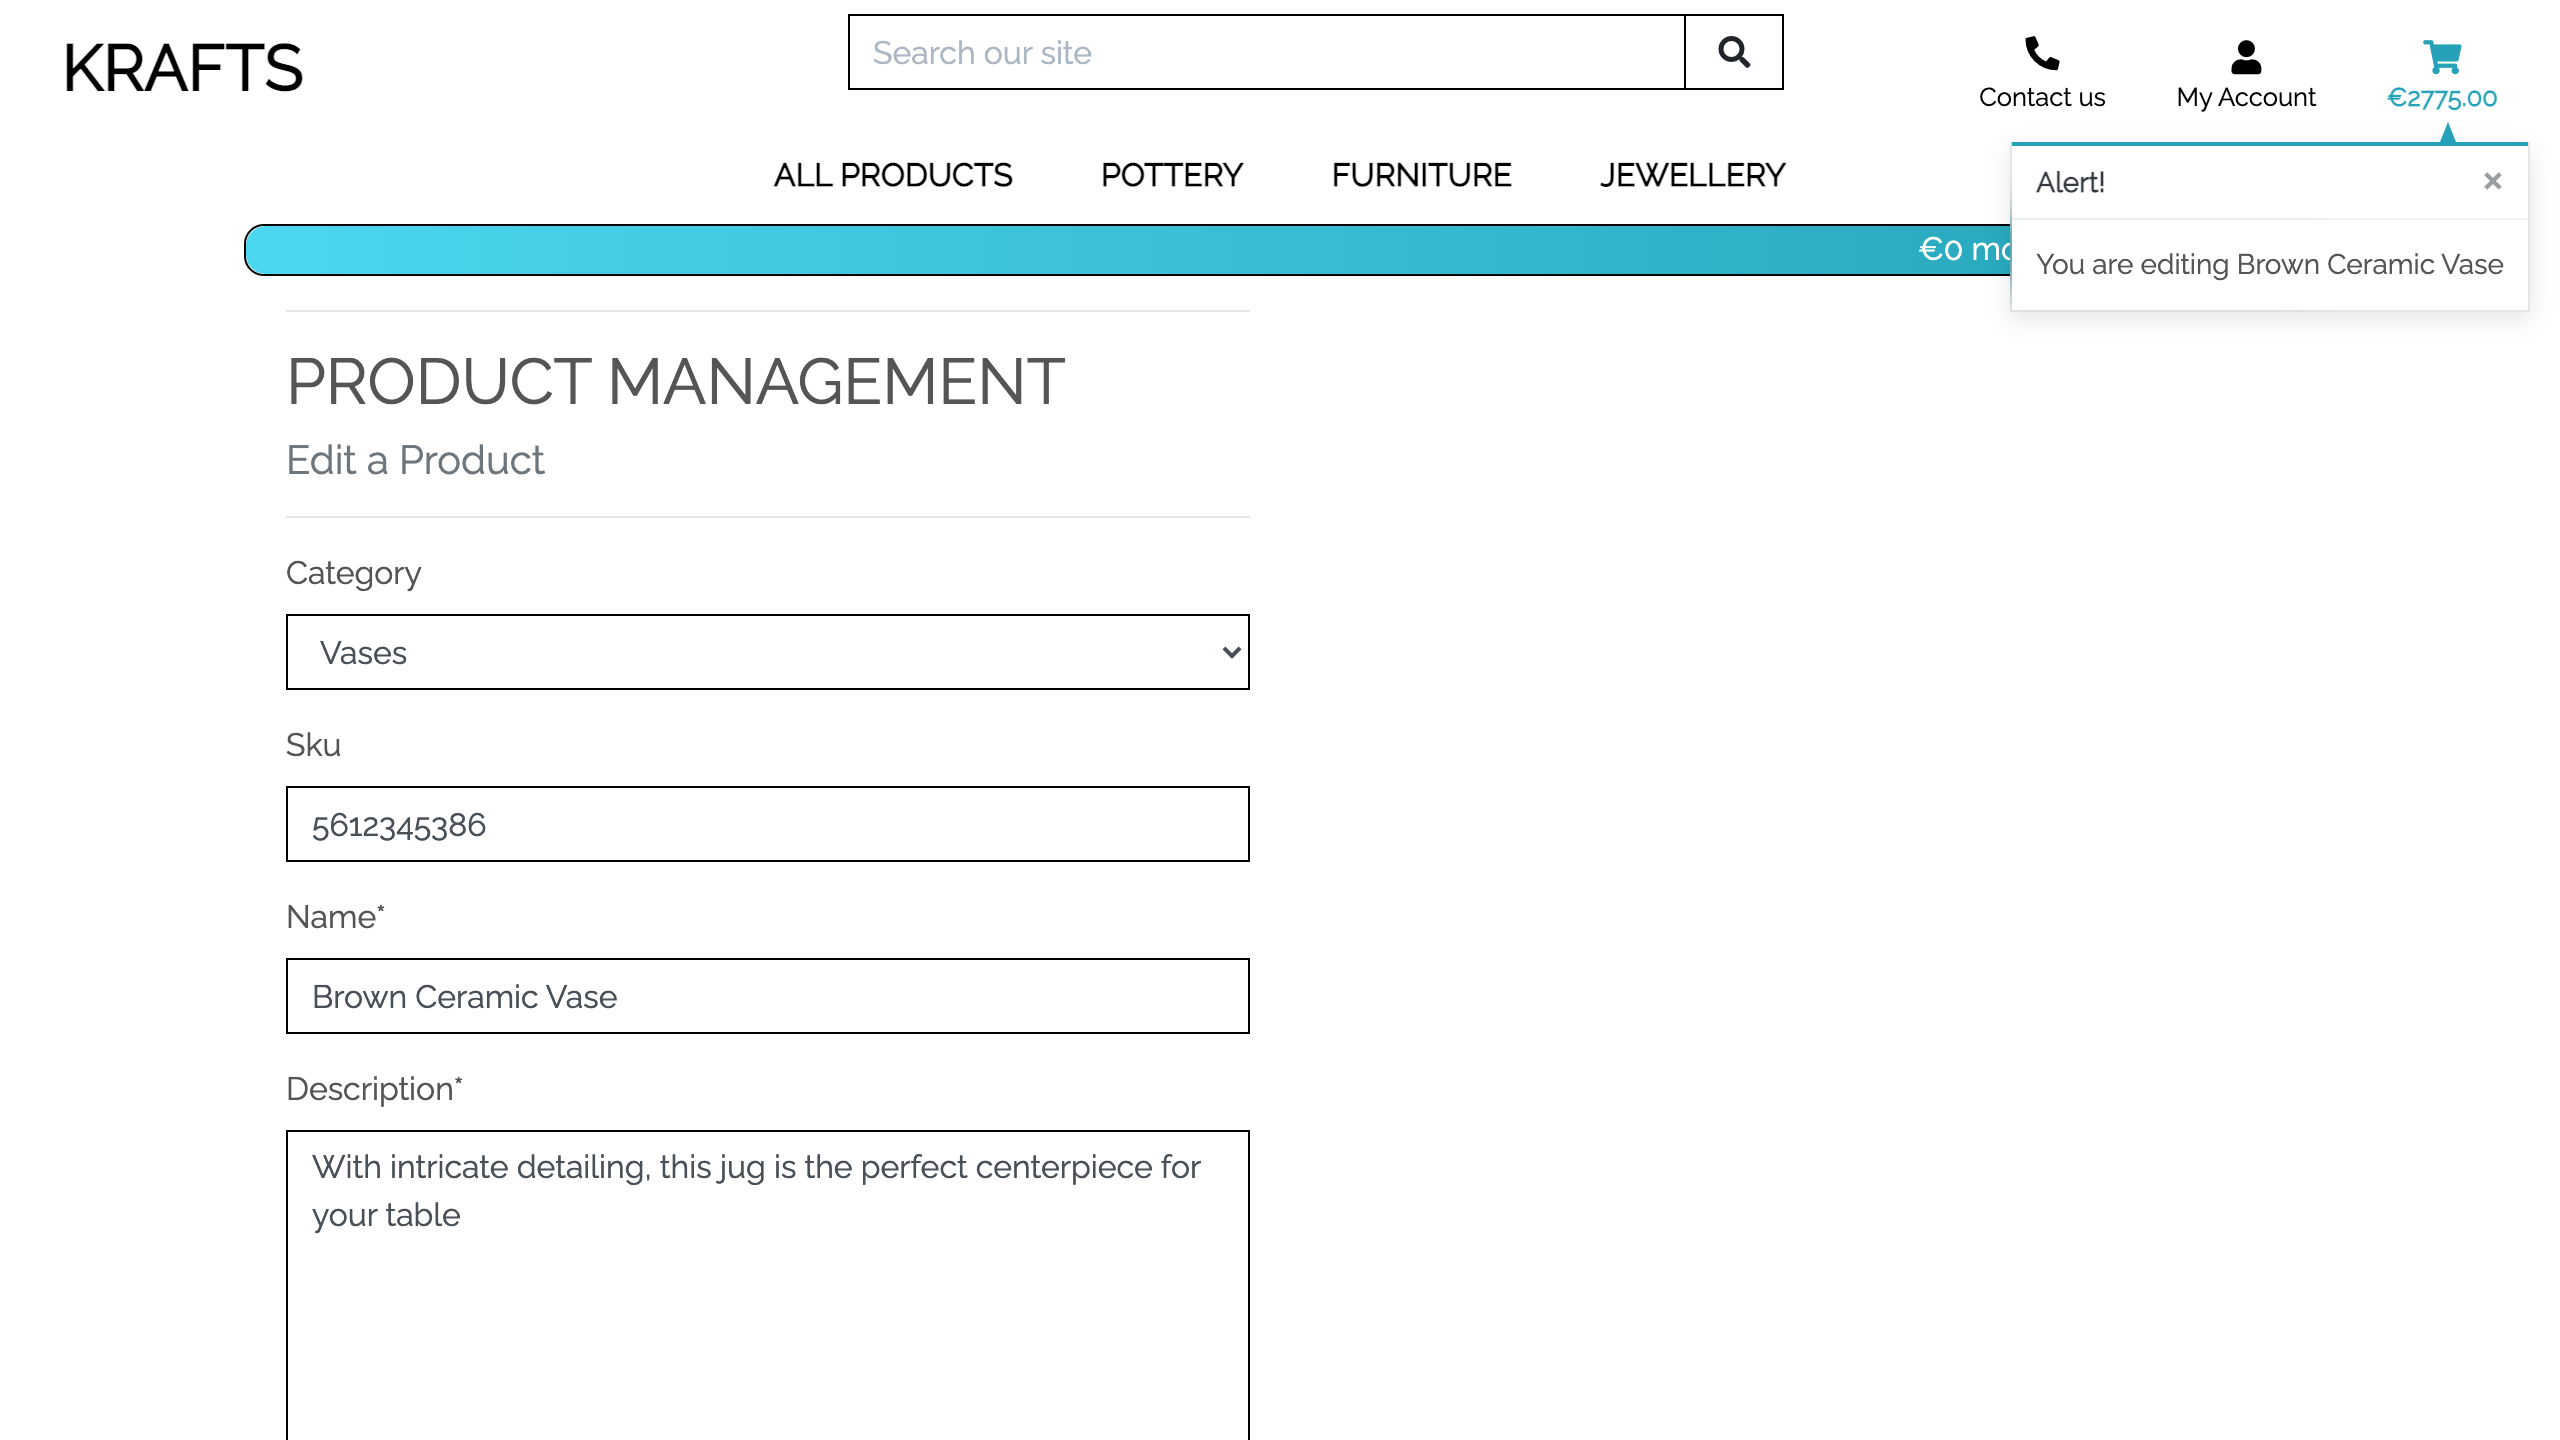 KRAFTS
Search our site
Contact us
My Account
€2775.00
ALL PRODUCTS
POTTERY
FURNITURE
JEWELLERY
Alert!
×
You are editing Brown Ceramic Vase
€0
PRODUCT MANAGEMENT
Edit a Product
Category
Vases
Sku
5612345386
Name*
Brown Ceramic Vase
Description*
With intricate detailing, this jug is the perfect centerpiece for
your table